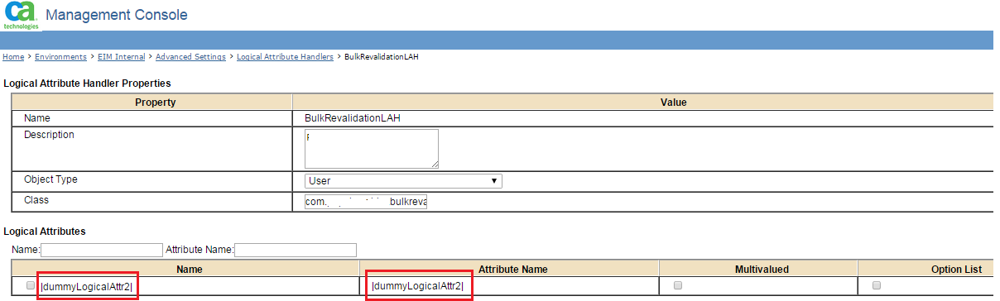 ca
technologies
Management Console
Home > Environments > EIM Internal > Advanced Settings > Logical Attribute Handlers > BulkRevalidationLAH
Logical Attribute Handler Properties
Property Value
Name BulkRevalidationLAH
Description
Object Type User
Class com. bulkreva
Logical Attributes
Name: Attribute Name:
Name Attribute Name Multivalued Option List
|dummyLogicalAttr2| |dummyLogicalAttr2|